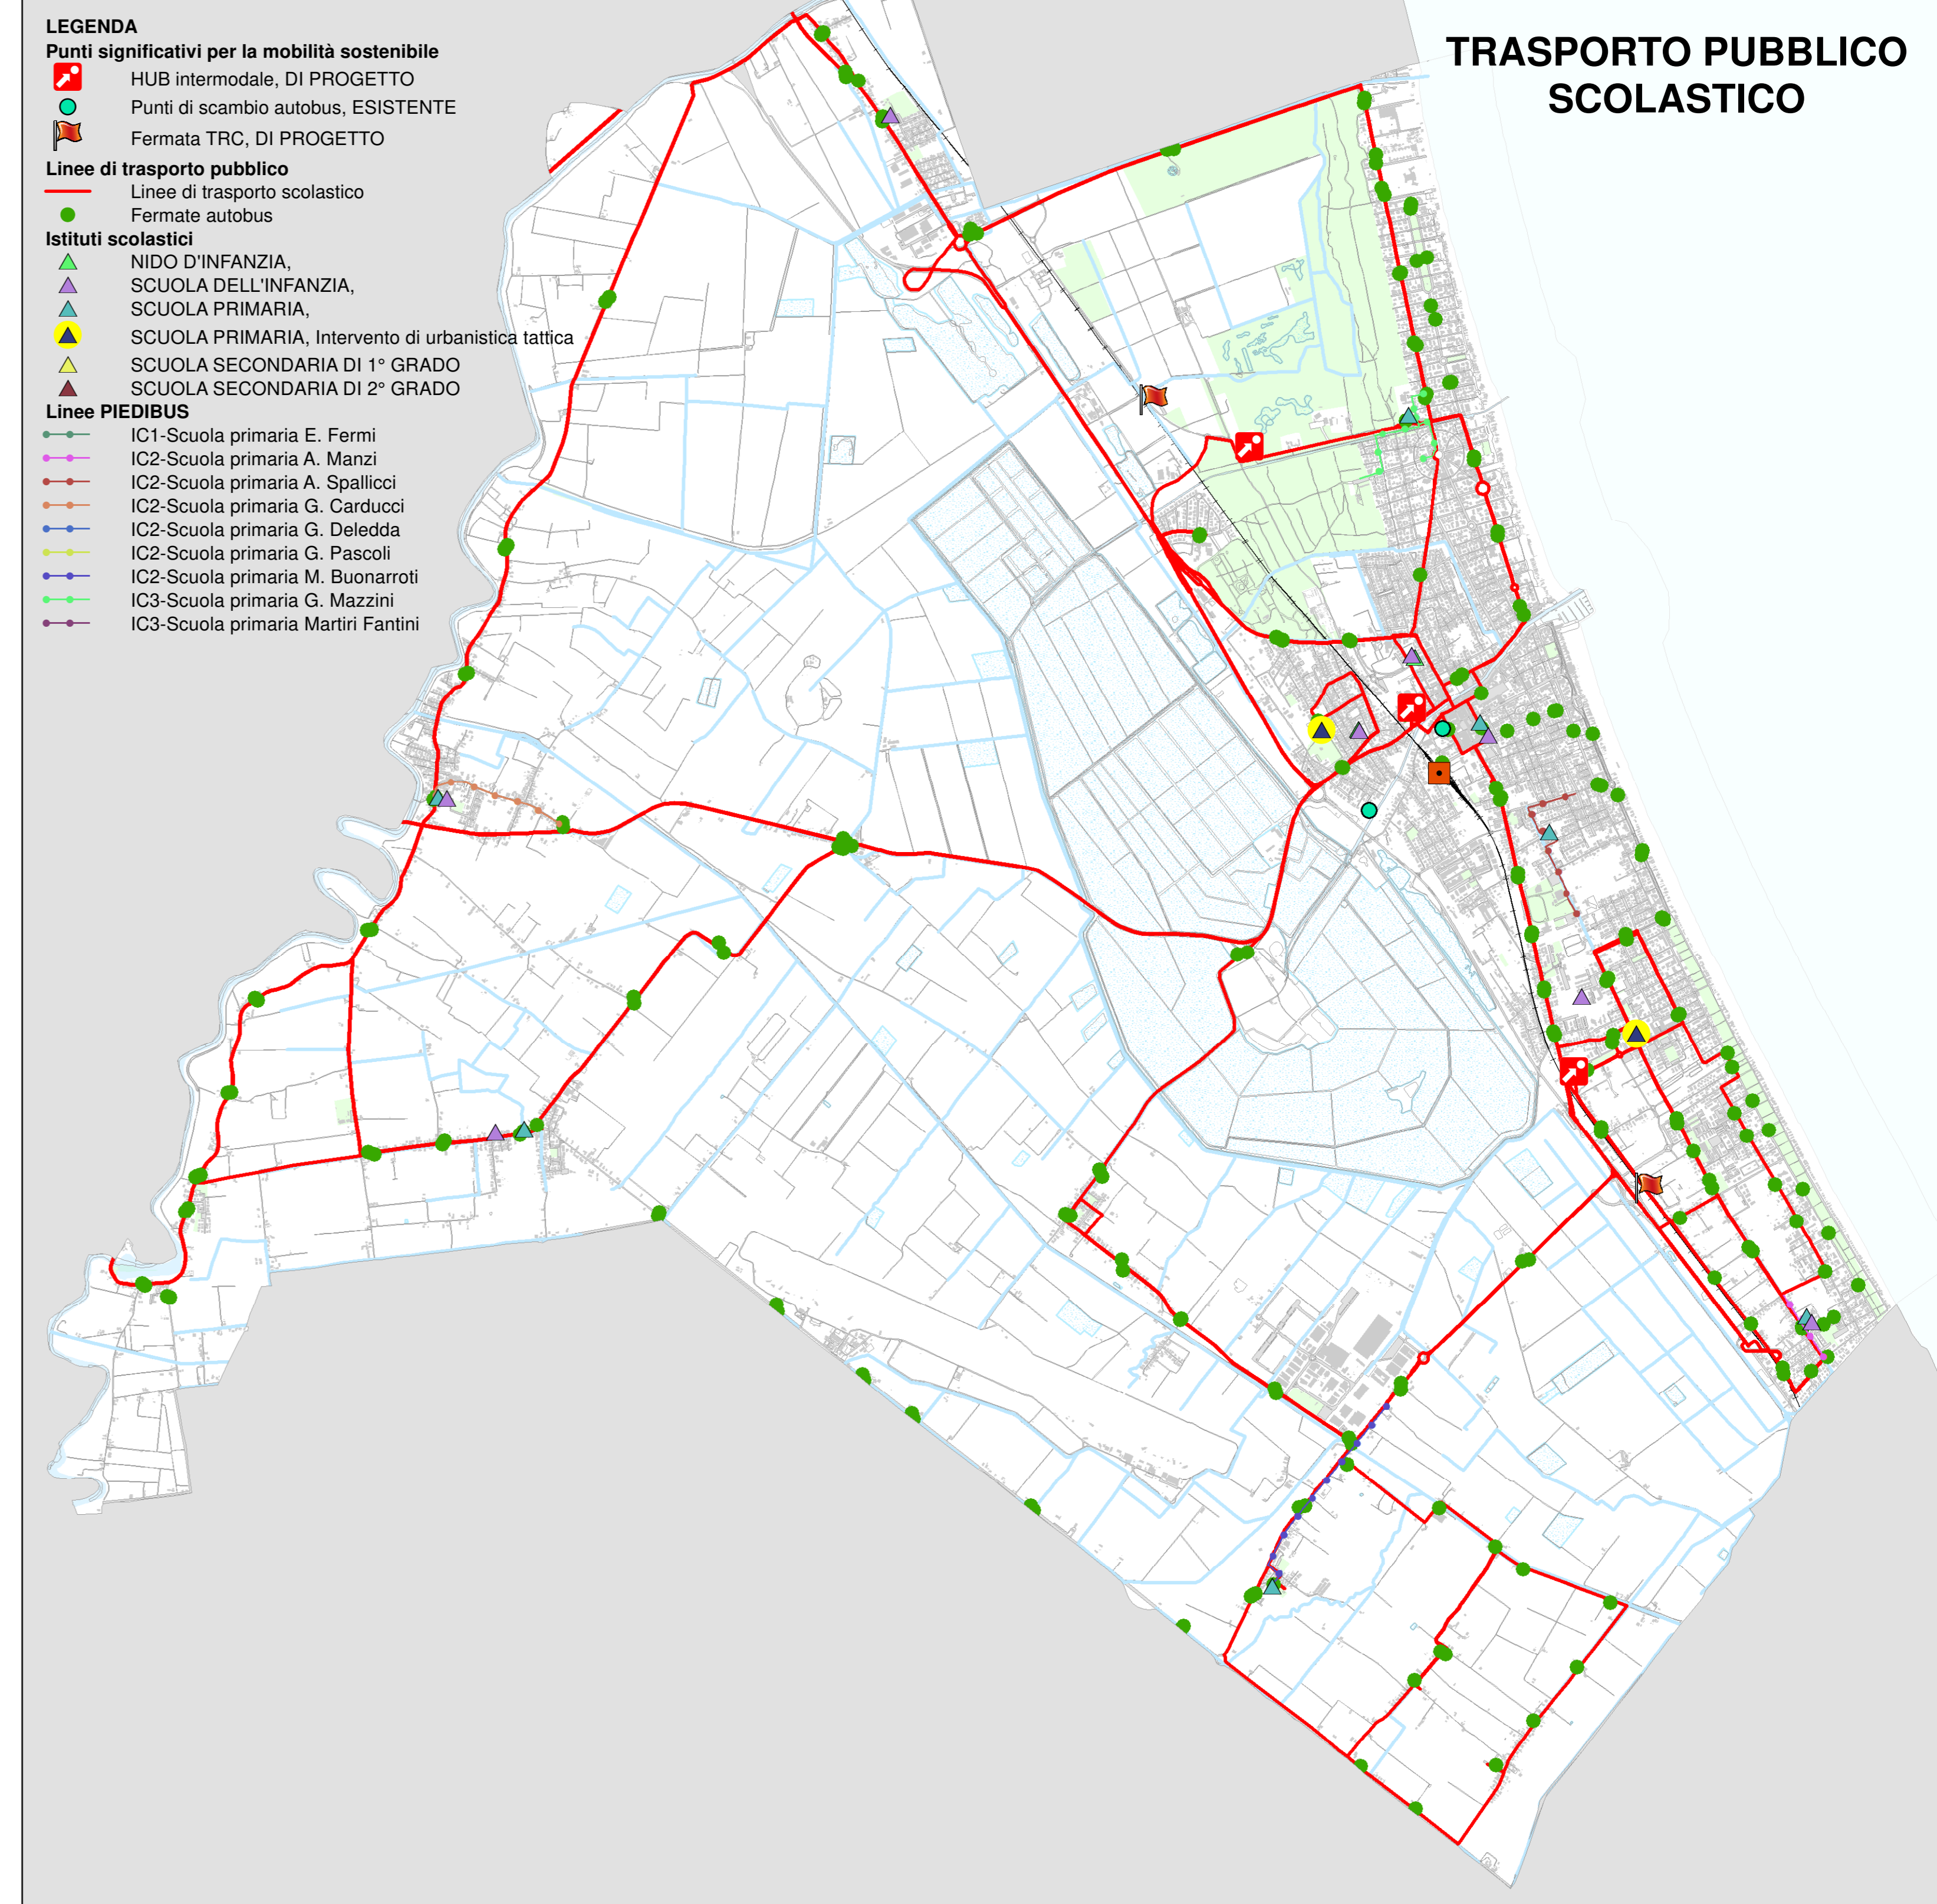 LEGENDA
Punti significativi per la mobilità sostenibile
HUB intermodale, DI PROGETTO
Punti di scambio autobus, ESISTENTE
Fermata TRC, DI PROGETTO
Linee di trasporto pubblico
Linee di trasporto scolastico
Fermate autobus
Istituti scolastici
NIDO D'INFANZIA,
SCUOLA DELL'INFANZIA,
SCUOLA PRIMARIA,
SCUOLA PRIMARIA, Intervento di urbanistica tattica
SCUOLA SECONDARIA DI 1° GRADO
SCUOLA SECONDARIA DI 2° GRADO
Linee PIEDIBUS
IC1-Scuola primaria E. Fermi
IC2-Scuola primaria A. Manzi
IC2-Scuola primaria A. Spallicci
IC2-Scuola primaria G. Carducci
IC2-Scuola primaria G. Deledda
IC2-Scuola primaria G. Pascoli
IC2-Scuola primaria M. Buonarroti
IC3-Scuola primaria G. Mazzini
IC3-Scuola primaria Martiri Fantini
TRASPORTO PUBBLICO
SCOLASTICO